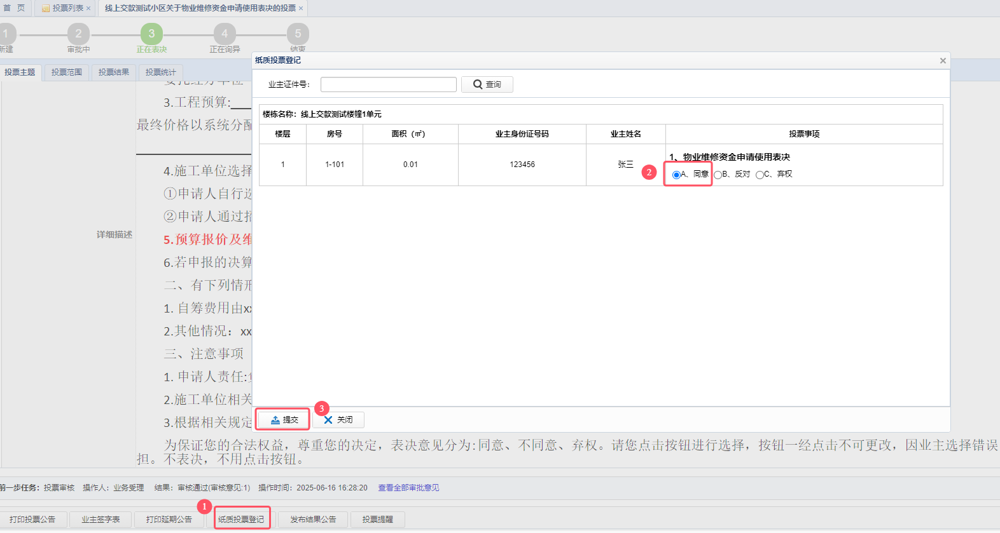 首 页 投票列表 × 线上交款测试小区关于物业维修资金申请使用表决的投票 ×
1 2 3 4 5
新建 审批中 正在表决 正在询异 结束
投票主题 投票范围 投票结果 投票统计
3.工程预算:
最终价格以系统分配
4.施工单位选择
①申请人自行选
②申请人通过招
详细描述
5.预算报价及维
6.若申报的决算
二、有下列情形
1. 自筹费用由xx
2.其他情况：xx
三、注意事项
1. 申请人责任:
2.施工单位相关
3.根据相关规定
为保证您的合法权益，尊重您的决定，表决意见分为:同意、不同意、弃权。请您点击按钮进行选择，按钮一经点击不可更改，因业主选择错误
担。不表决，不用点击按钮。
纸质投票登记 ×
业主证件号： 查询
楼栋名称：线上交款测试楼幢1单元
楼层 房号 面积（㎡） 业主身份证号码 业主姓名 投票事项
1 1-101 0.01 123456 张三
1、物业维修资金申请使用表决
2 A、同意 B、反对 C、弃权
3
提交 关闭
前一步任务：投票审核 操作人：业务受理 结果：审核通过(审核意见:1) 操作时间：2025-06-16 16:28:20 查看全部审批意见
1
打印投票公告 业主签字表 打印延期公告 纸质投票登记 发布结果公告 投票提醒